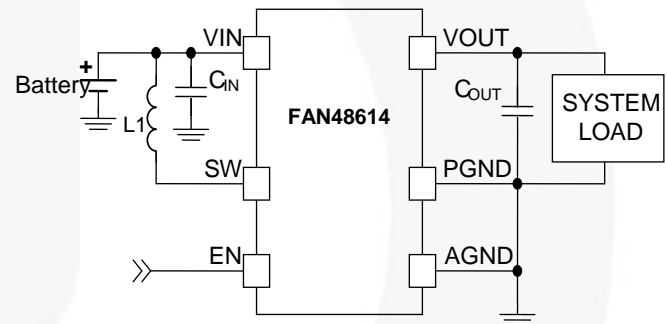 VIN
VOUT
+
Battery
CIN
COUT
L1
FAN48614
SYSTEM
LOAD
SW
PGND
EN
AGND